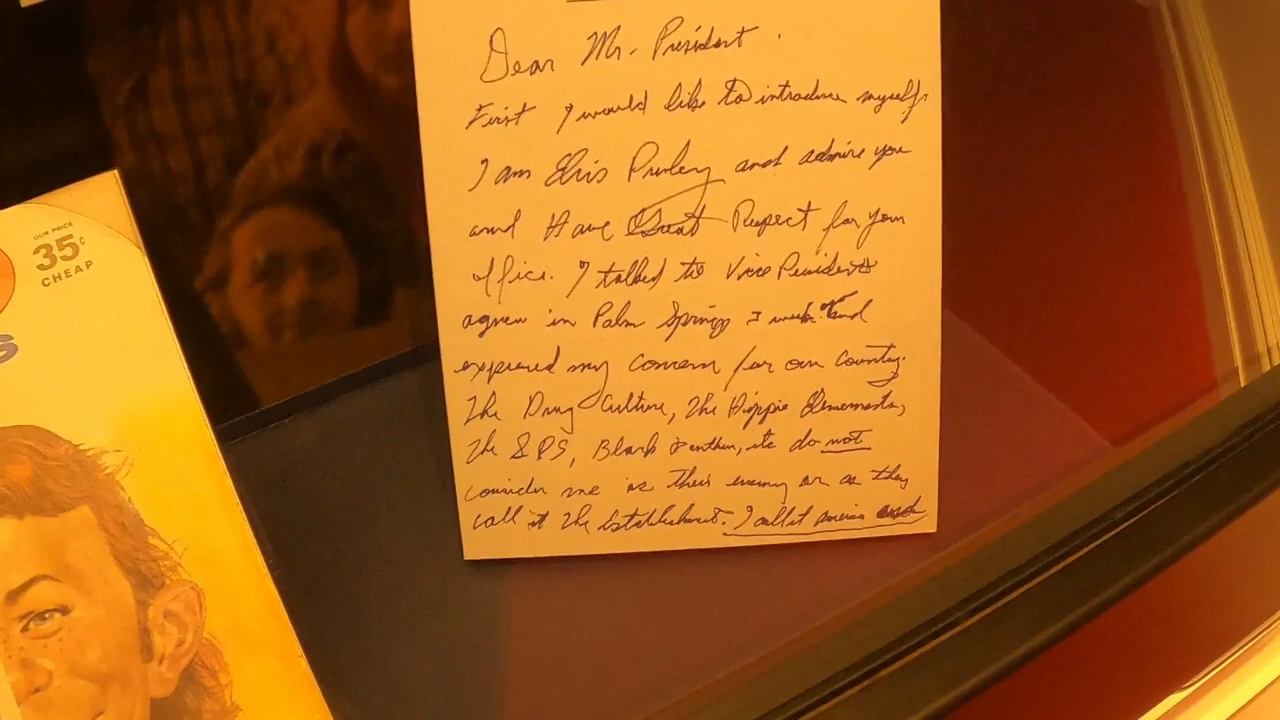 OUR PRICE
35¢
CHEAP
S
Dear Mr. President.
First I would like to introduce myself.
I am Elvis Presley and admire you
and Have Great Respect for your
office. I talked to Vice President
agnew in Palm Springs 3 weeks and
expressed my concern for our country.
The Drug Culture, The Hippie Elements,
The SDS, Black Panthers, etc do not
consider me as their enemy or as they
call it The Establishment. I call it america and